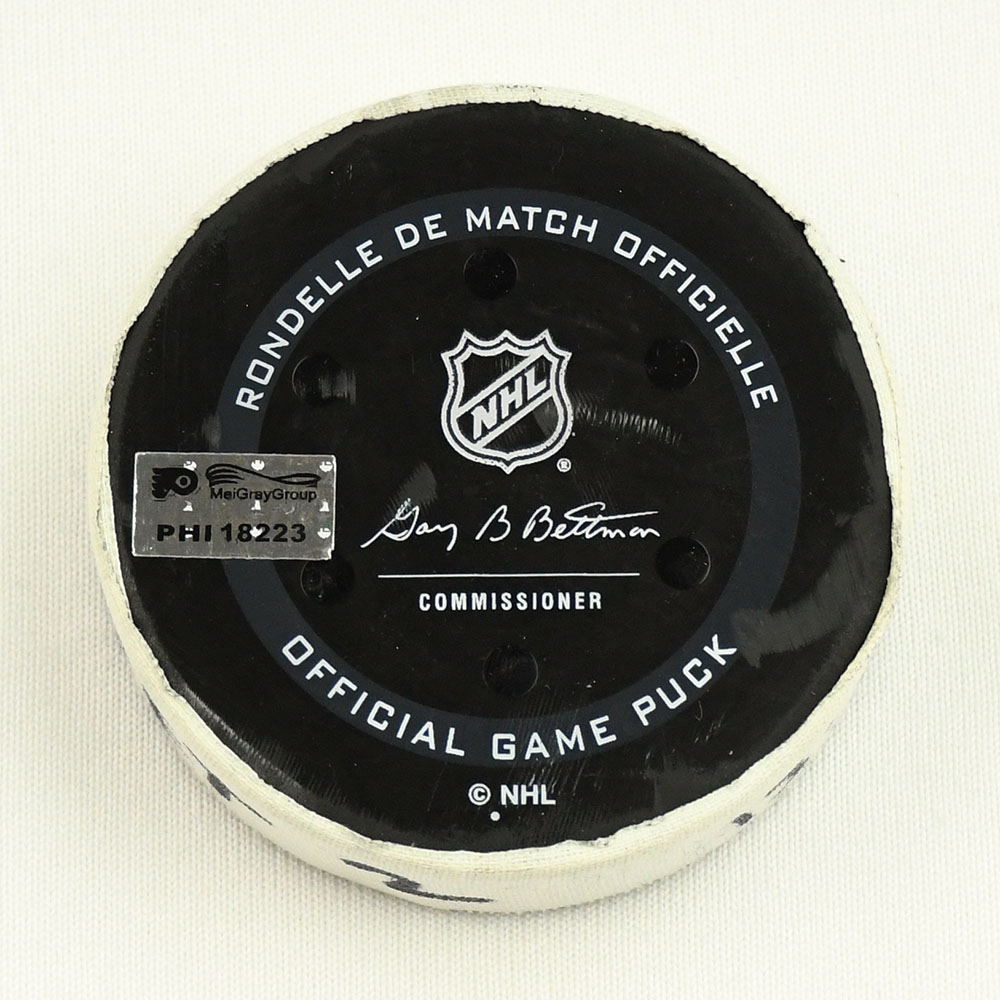 RONDELLE DE MATCH OFFICIELLE
NHL
®
MeiGrayGroup
PHI 18223
Gary B Bettman
COMMISSIONER
OFFICIAL GAME PUCK
© NHL